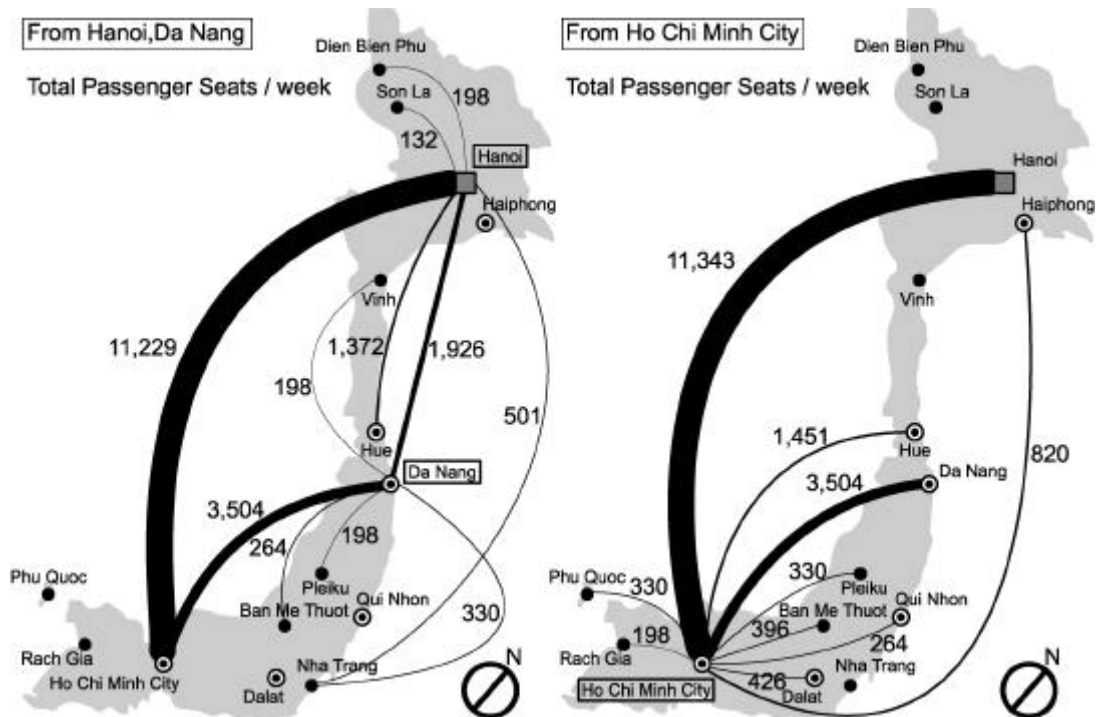 From Hanoi,Da Nang
Total Passenger Seats / week
Dien Bien Phu
198
Son La
132
Hanoi
Haiphong
Vinh
11,229
1,372
1,926
198
501
Hue
Da Nang
3,504
264
198
Phu Quoc
Pleiku
Ban Me Thuot
Qui Nhon
330
Rach Gia
Ho Chi Minh City
Nha Trang
Dalat
N
From Ho Chi Minh City
Total Passenger Seats / week
Dien Bien Phu
Son La
Hanoi
Haiphong
11,343
Vinh
1,451
Hue
820
Da Nang
3,504
Phu Quoc
330
330
Pleiku
Ban Me Thuot
Qui Nhon
396
264
198
Rach Gia
Nha Trang
Ho Chi Minh City
426
Dalat
N